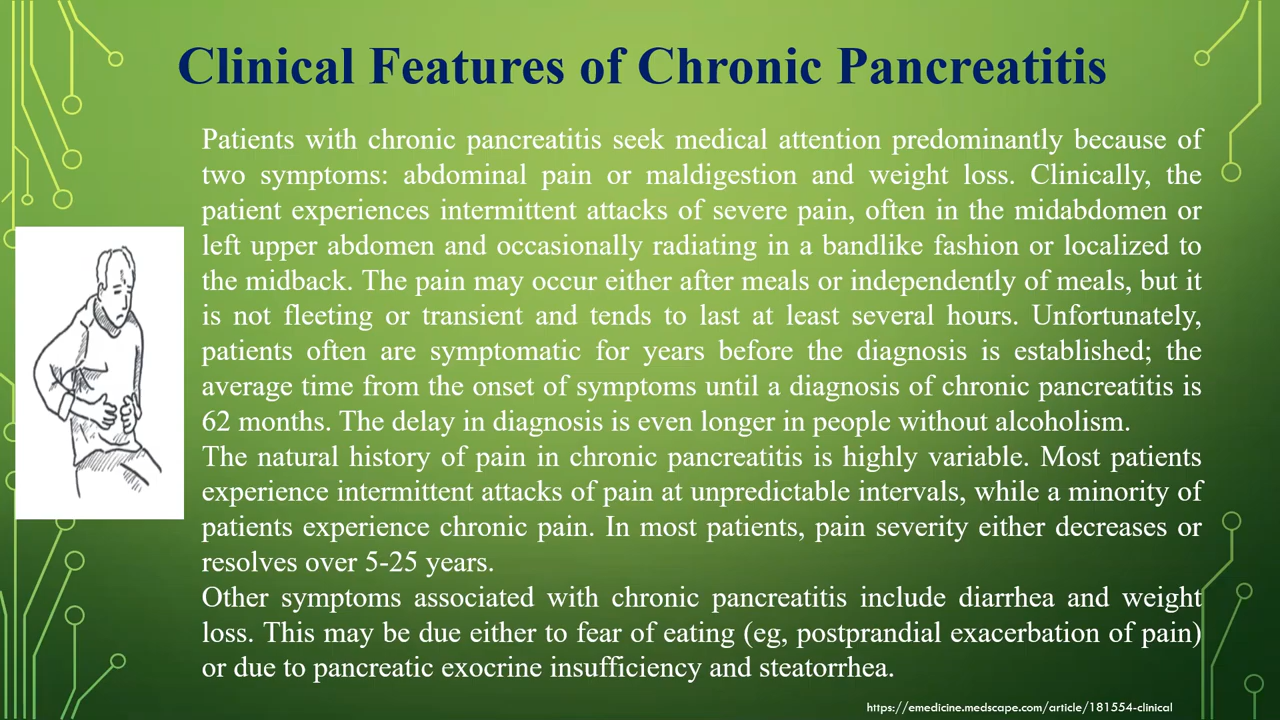 Clinical Features of Chronic Pancreatitis
Patients with chronic pancreatitis seek medical attention predominantly because of
two symptoms: abdominal pain or maldigestion and weight loss. Clinically, the
patient experiences intermittent attacks of severe pain, often in the midabdomen or
left upper abdomen and occasionally radiating in a bandlike fashion or localized to
the midback. The pain may occur either after meals or independently of meals, but it
is not fleeting or transient and tends to last at least several hours. Unfortunately,
patients often are symptomatic for years before the diagnosis is established; the
average time from the onset of symptoms until a diagnosis of chronic pancreatitis is
62 months. The delay in diagnosis is even longer in people without alcoholism.
The natural history of pain in chronic pancreatitis is highly variable. Most patients
experience intermittent attacks of pain at unpredictable intervals, while a minority of
patients experience chronic pain. In most patients, pain severity either decreases or
resolves over 5-25 years.
Other symptoms associated with chronic pancreatitis include diarrhea and weight
loss. This may be due either to fear of eating (eg, postprandial exacerbation of pain)
or due to pancreatic exocrine insufficiency and steatorrhea.
https://emedicine.medscape.com/article/181554-clinical